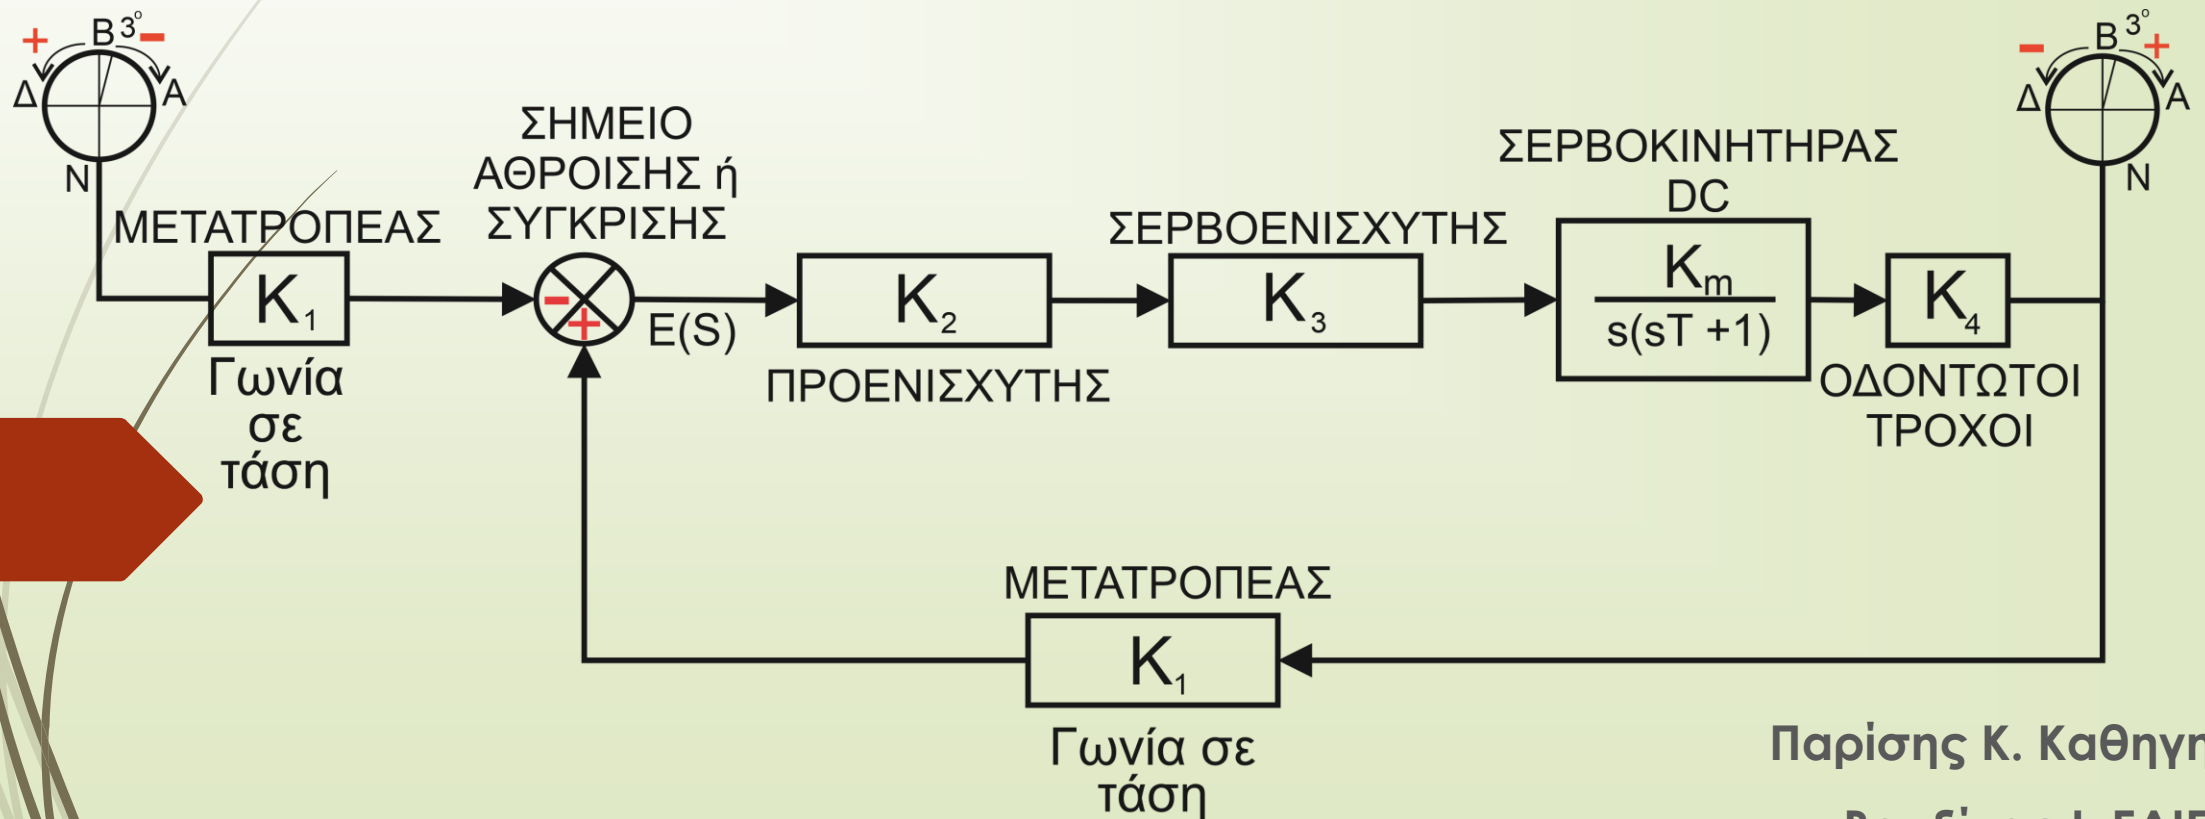 + B 3° -
Δ A
N
ΜΕΤΑΤΡΟΠΕΑΣ
K1
Γωνία
σε
τάση
ΣΗΜΕΙΟ
ΑΘΡΟΙΣΗΣ ή
ΣΥΓΚΡΙΣΗΣ
-
+
E(S)
K2
ΠΡΟΕΝΙΣΧΥΤΗΣ
ΣΕΡΒΟΕΝΙΣΧΥΤΗΣ
K3
ΣΕΡΒΟΚΙΝΗΤΗΡΑΣ
DC
Km
s(sT +1)
K4
ΟΔΟΝΤΩΤΟΙ
ΤΡΟΧΟΙ
- B 3° +
Δ A
N
ΜΕΤΑΤΡΟΠΕΑΣ
K1
Γωνία σε
τάση
Παρίσης Κ. Καθηγη